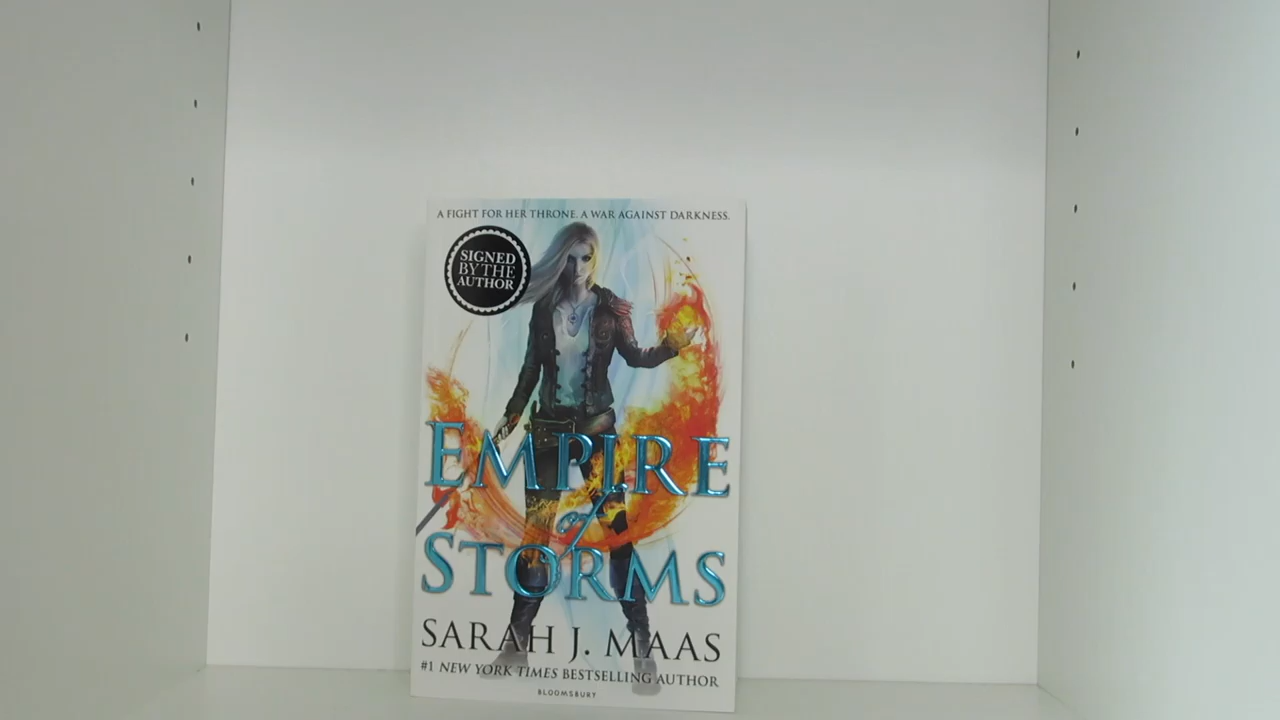 A FIGHT FOR HER THRONE. A WAR AGAINST DARKNESS.
SIGNED
BY THE
AUTHOR
EMPIRE
of
STORMS
SARAH J. MAAS
#1 NEW YORK TIMES BESTSELLING AUTHOR
BLOOMSBURY